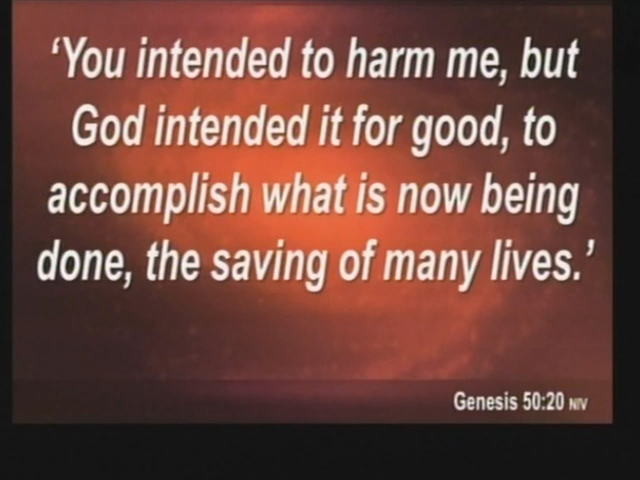 ‘You intended to harm me, but
God intended it for good, to
accomplish what is now being
done, the saving of many lives.’
Genesis 50:20 NIV